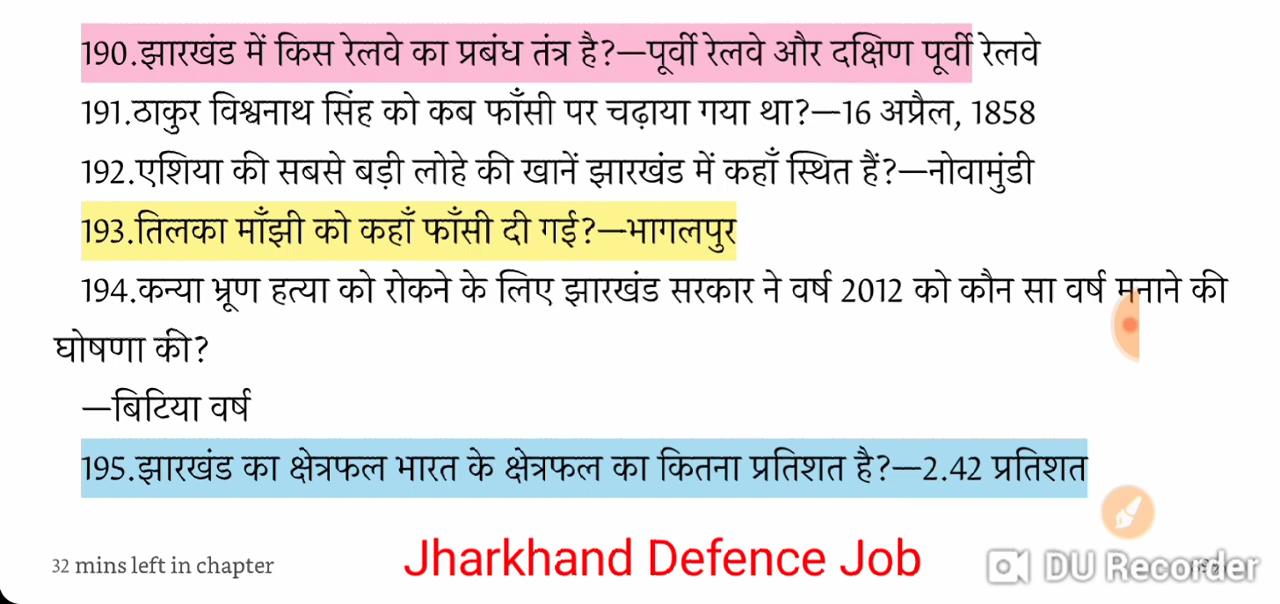 190.झारखंड में किस रेलवे का प्रबंध तंत्र है?—पूर्वी रेलवे और दक्षिण पूर्वी रेलवे
191.ठाकुर विश्वनाथ सिंह को कब फाँसी पर चढ़ाया गया था?—16 अप्रैल, 1858
192.एशिया की सबसे बड़ी लोहे की खानें झारखंड में कहाँ स्थित हैं?—नोवामुंडी
193.तिलका माँझी को कहाँ फाँसी दी गई?—भागलपुर
194.कन्या भ्रूण हत्या को रोकने के लिए झारखंड सरकार ने वर्ष 2012 को कौन सा वर्ष मनाने की
घोषणा की?
—बिटिया वर्ष
195.झारखंड का क्षेत्रफल भारत के क्षेत्रफल का कितना प्रतिशत है?—2.42 प्रतिशत
32 mins left in chapter
Jharkhand Defence Job
DU Recorder